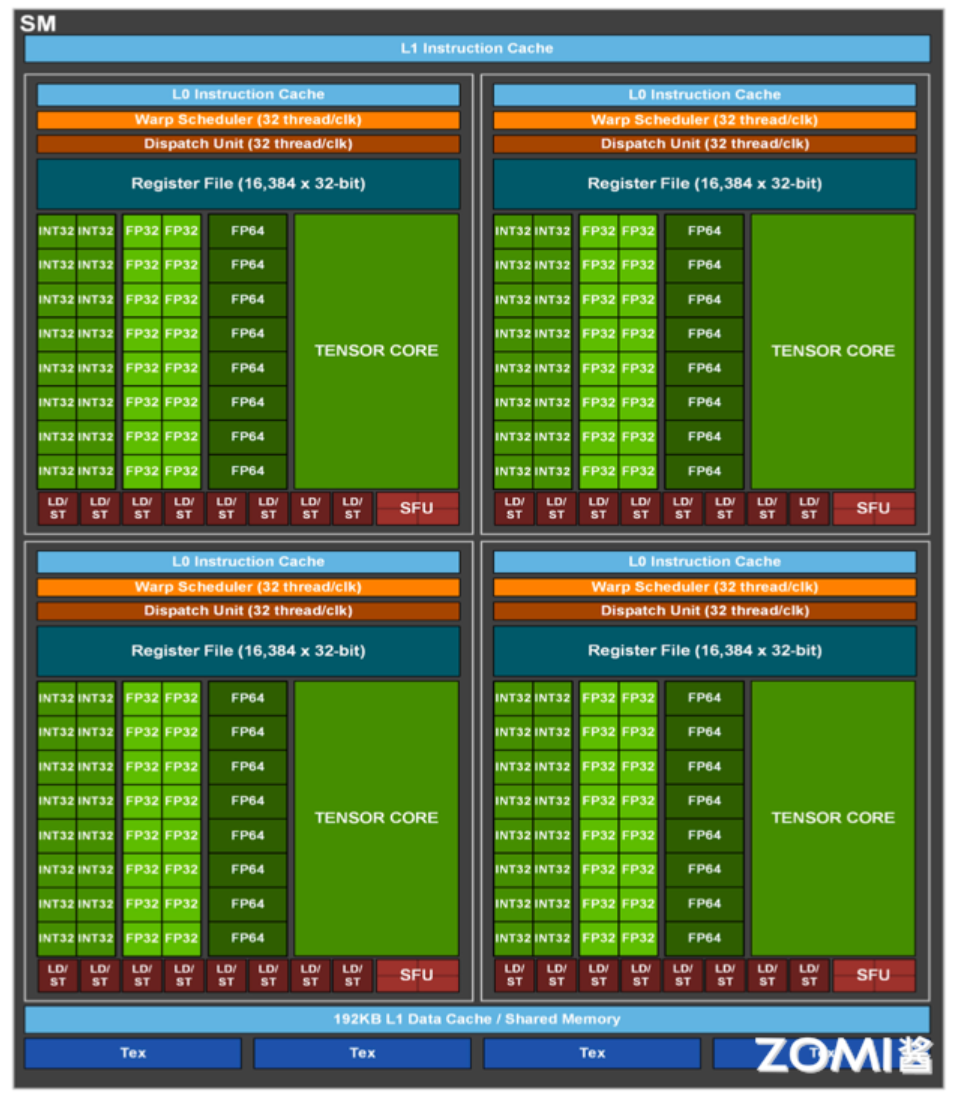 SM
L1 Instruction Cache
L0 Instruction Cache L0 Instruction Cache
Warp Scheduler (32 thread/clk) Warp Scheduler (32 thread/clk)
Dispatch Unit (32 thread/clk) Dispatch Unit (32 thread/clk)
Register File (16,384 x 32-bit) Register File (16,384 x 32-bit)
INT32 INT32 FP32 FP32 FP64 INT32 INT32 FP32 FP32 FP64
INT32 INT32 FP32 FP32 FP64 INT32 INT32 FP32 FP32 FP64
INT32 INT32 FP32 FP32 FP64 INT32 INT32 FP32 FP32 FP64
INT32 INT32 FP32 FP32 FP64 INT32 INT32 FP32 FP32 FP64
TENSOR CORE TENSOR CORE
INT32 INT32 FP32 FP32 FP64 INT32 INT32 FP32 FP32 FP64
INT32 INT32 FP32 FP32 FP64 INT32 INT32 FP32 FP32 FP64
INT32 INT32 FP32 FP32 FP64 INT32 INT32 FP32 FP32 FP64
INT32 INT32 FP32 FP32 FP64 INT32 INT32 FP32 FP32 FP64
LD/ LD/ LD/ LD/ LD/ LD/ LD/ LD/ SFU LD/ LD/ LD/ LD/ LD/ LD/ LD/ LD/ SFU
ST ST ST ST ST ST ST ST ST ST ST ST ST ST ST ST
L0 Instruction Cache L0 Instruction Cache
Warp Scheduler (32 thread/clk) Warp Scheduler (32 thread/clk)
Dispatch Unit (32 thread/clk) Dispatch Unit (32 thread/clk)
Register File (16,384 x 32-bit) Register File (16,384 x 32-bit)
INT32 INT32 FP32 FP32 FP64 INT32 INT32 FP32 FP32 FP64
INT32 INT32 FP32 FP32 FP64 INT32 INT32 FP32 FP32 FP64
INT32 INT32 FP32 FP32 FP64 INT32 INT32 FP32 FP32 FP64
INT32 INT32 FP32 FP32 FP64 INT32 INT32 FP32 FP32 FP64
TENSOR CORE TENSOR CORE
INT32 INT32 FP32 FP32 FP64 INT32 INT32 FP32 FP32 FP64
INT32 INT32 FP32 FP32 FP64 INT32 INT32 FP32 FP32 FP64
INT32 INT32 FP32 FP32 FP64 INT32 INT32 FP32 FP32 FP64
INT32 INT32 FP32 FP32 FP64 INT32 INT32 FP32 FP32 FP64
LD/ LD/ LD/ LD/ LD/ LD/ LD/ LD/ SFU LD/ LD/ LD/ LD/ LD/ LD/ LD/ LD/ SFU
ST ST ST ST ST ST ST ST ST ST ST ST ST ST ST ST
192KB L1 Data Cache / Shared Memory
Tex Tex Tex
ZOMI酱